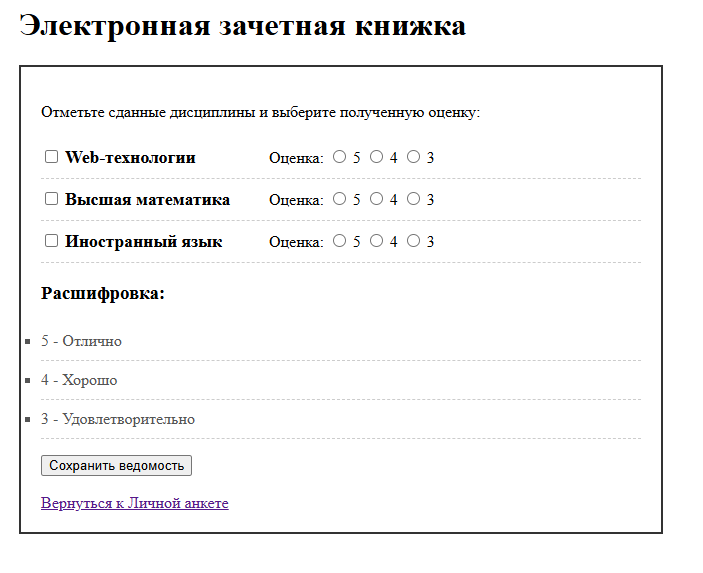 Электронная зачетная книжка
Отметьте сданные дисциплины и выберите полученную оценку:
Web-технологии Оценка: 5 4 3
Высшая математика Оценка: 5 4 3
Иностранный язык Оценка: 5 4 3
Расшифровка:
5 - Отлично
4 - Хорошо
3 - Удовлетворительно
Сохранить ведомость
Вернуться к Личной анкете